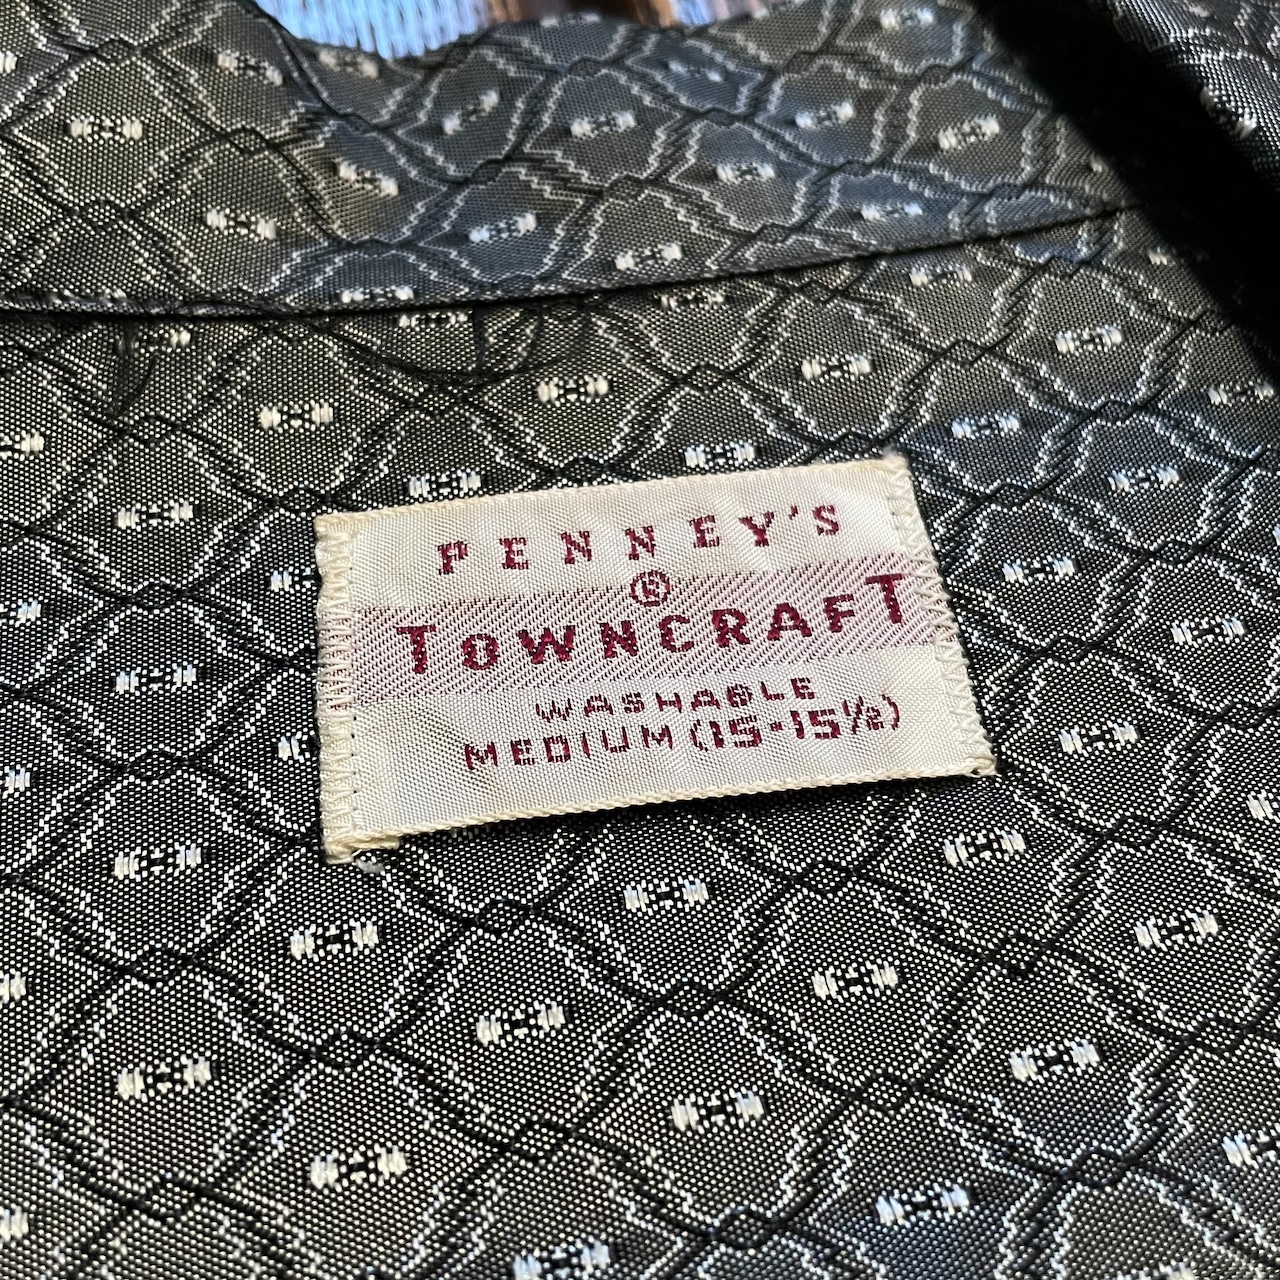 PENNEY'S
®
TOWNCRAFT
WASHABLE
MEDIUM (15-15½)